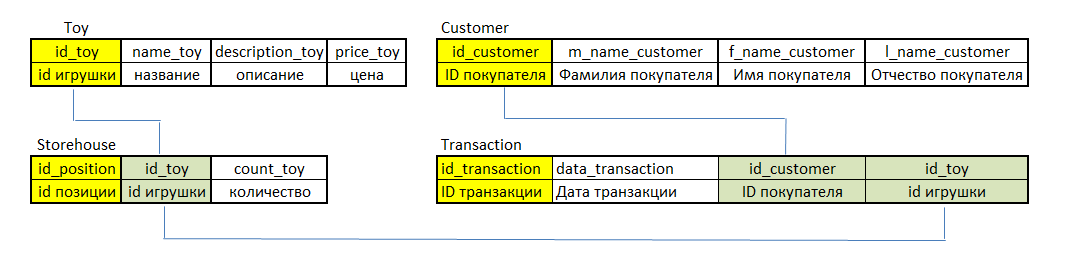 Toy
id_toy name_toy description_toy price_toy
id игрушки название описание цена
Customer
id_customer m_name_customer f_name_customer l_name_customer
ID покупателя Фамилия покупателя Имя покупателя Отчество покупателя
Storehouse
id_position id_toy count_toy
id позиции id игрушки количество
Transaction
id_transaction data_transaction id_customer id_toy
ID транзакции Дата транзакции ID покупателя id игрушки